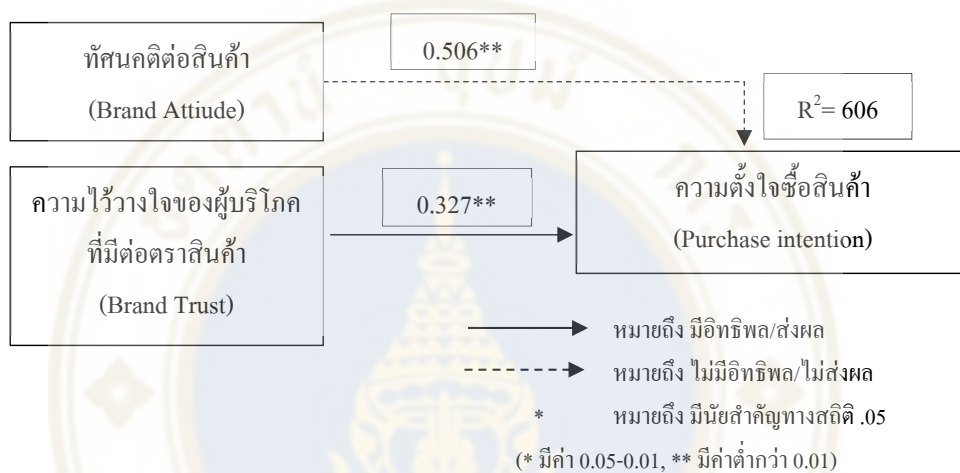 ทัศนคติต่อสินค้า
(Brand Attiude)
0.506**
R²= 606
ความไว้วางใจของผู้บริโภค
ที่มีต่อตราสินค้า
(Brand Trust)
0.327**
ความตั้งใจซื้อสินค้า
(Purchase intention)
หมายถึง มีอิทธิพล/ส่งผล
หมายถึง ไม่มีอิทธิพล/ไม่ส่งผล
* หมายถึง มีนัยสำคัญทางสถิติ .05
(* มีค่า 0.05-0.01, ** มีค่าต่ำกว่า 0.01)